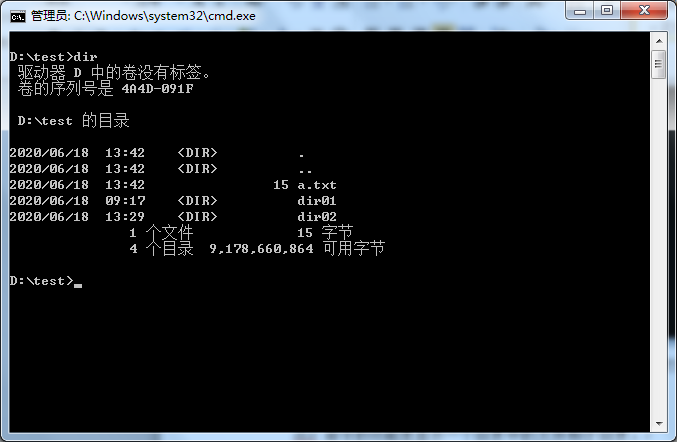 管理员: C:\Windows\system32\cmd.exe
D:\test>dir
驱动器 D 中的卷没有标签。
卷的序列号是 4A4D-091F
D:\test 的目录
2020/06/18  13:42    <DIR>          .
2020/06/18  13:42    <DIR>          ..
2020/06/18  13:42                15 a.txt
2020/06/18  09:17    <DIR>          dir01
2020/06/18  13:29    <DIR>          dir02
1 个文件             15 字节
4 个目录  9,178,660,864 可用字节
D:\test>